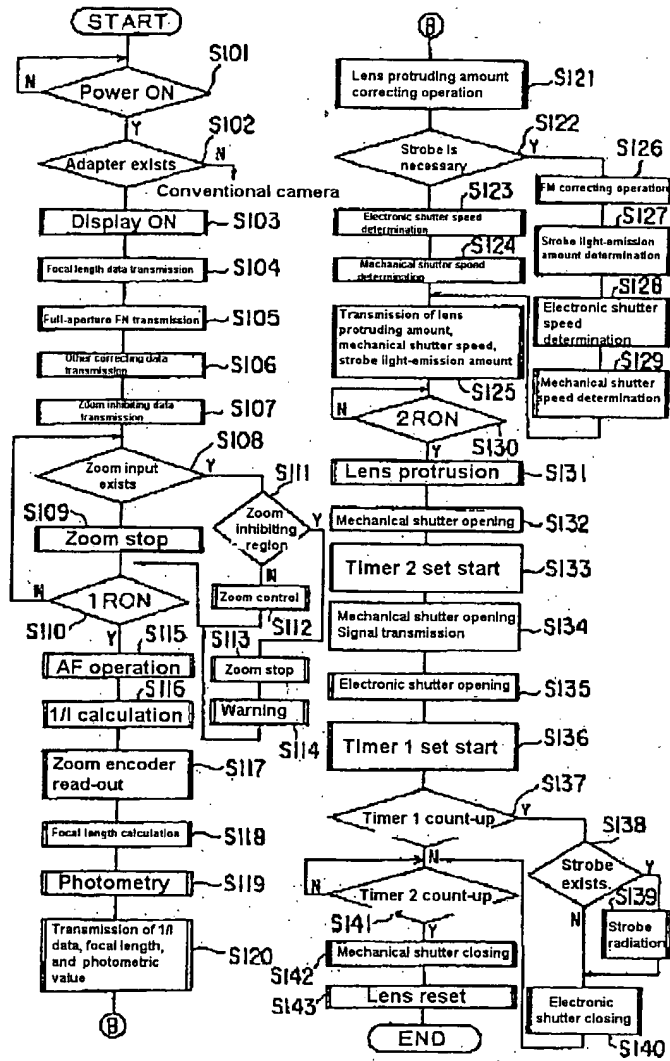 START
S101
N
Power ON
Y
S102
Adapter exists
N
Conventional camera
Display ON
S103
Focal length data transmission
S104
Full-aperture FN transmission
S105
Other correcting data
transmission
S106
Zoom inhibiting data
transmission
S107
S108
Zoom input
exists
Y
S109
Zoom stop
S111
Zoom
inhibiting
region
Y
N
Zoom control
S112
N
1 RON
S110
Y
S113
Zoom stop
Warning
S114
S115
AF operation
S116
1/l calculation
Zoom encoder
read-out
S117
Focal length calculation
S118
Photometry
S119
Transmission of 1/l
data, focal length,
and photometric
value
S120
B
B
Lens protruding amount
correcting operation
S121
S122
Strobe is
necessary
Y
S126
FM correcting operation
S127
Strobe light-emission
amount determination
S128
Electronic shutter
speed
determination
S129
Mechanical shutter
speed determination
S123
Electronic shutter speed
determination
S124
Mechanical shutter speed
determination
Transmission of lens
protruding amount,
mechanical shutter speed,
strobe light-emission amount
S125
N
2 RON
S130
Y
Lens protrusion
S131
Mechanical shutter opening
S132
Timer 2 set start
S133
Mechanical shutter opening
Signal transmission
S134
Electronic shutter opening
S135
Timer 1 set start
S136
S137
Timer 1 count-up
Y
N
S138
Strobe
exists.
Y
N
S139
Strobe
radiation
Electronic
shutter closing
S140
N
Timer 2 count-up
S141
Y
Mechanical shutter closing
S142
Lens reset
S143
END